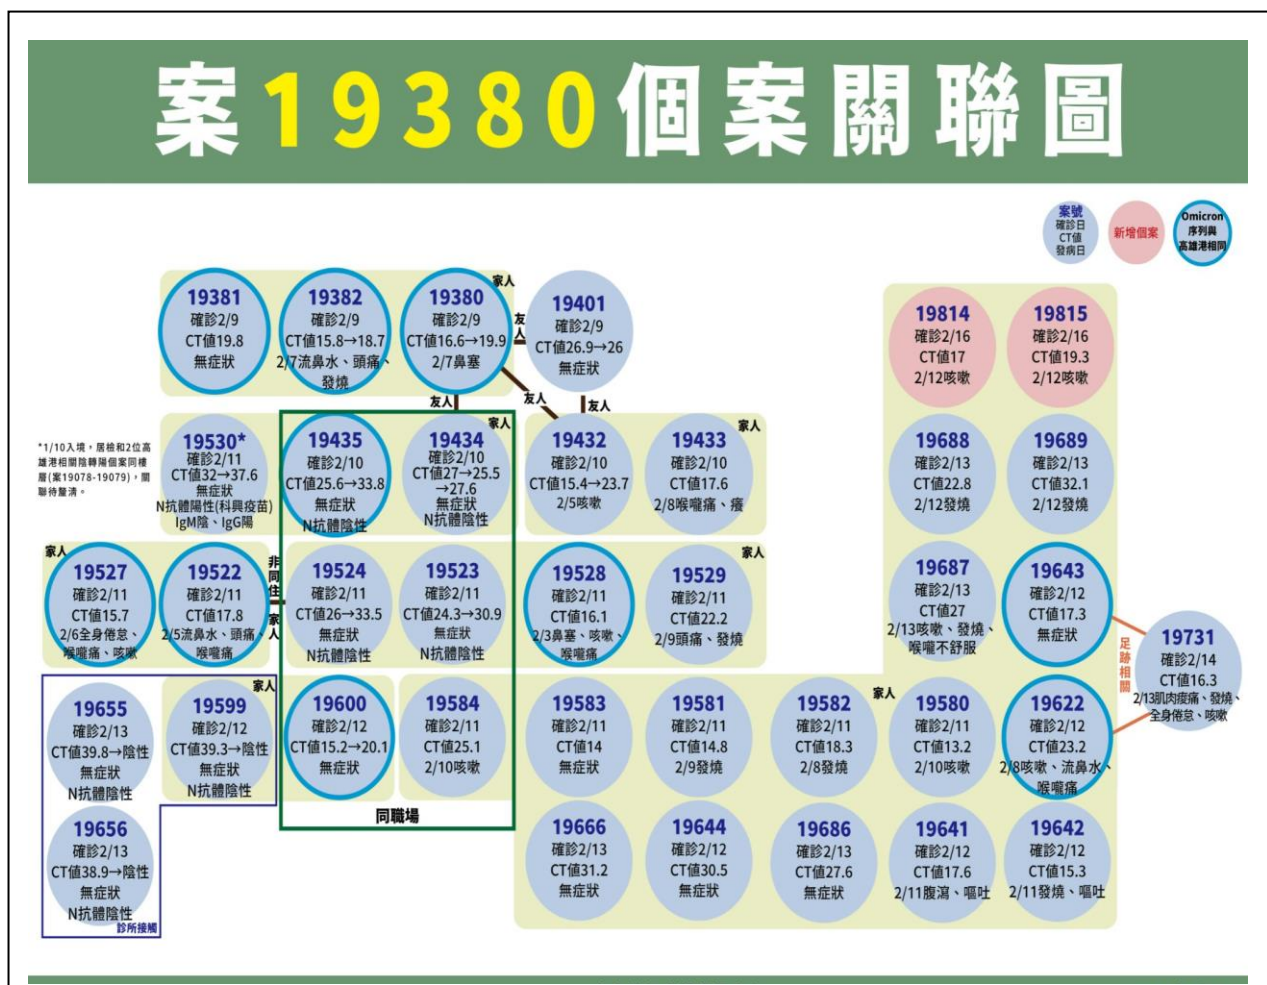 案19380個案關聯圖
案號
確診日
CT值
發病日
新增個案
Omicron
序列與
高雄港相同
家人
19381
確診2/9
CT值19.8
無症狀
19382
確診2/9
CT值15.8→18.7
2/7流鼻水、頭痛、
發燒
19380
確診2/9
CT值16.6→19.9
2/7鼻塞
友人
19401
確診2/9
CT值26.9→26
無症狀
友人
友人
友人
*1/10入境，居檢和2位高
雄港相關陰轉陽個案同樓
層(案19078-19079)，關
聯待釐清。
19530*
確診2/11
CT值32→37.6
無症狀
N抗體陽性(科興疫苗)
IgM陰、IgG陽
家人
19435
確診2/10
CT值25.6→33.8
無症狀
N抗體陰性
19434
確診2/10
CT值27→25.5
→27.6
無症狀
N抗體陰性
家人
19432
確診2/10
CT值15.4→23.7
2/5咳嗽
19433
確診2/10
CT值17.6
2/8喉嚨痛、癢
家人
19527
確診2/11
CT值15.7
2/6全身倦怠、
喉嚨痛、咳嗽
19522
確診2/11
CT值17.8
2/5流鼻水、頭痛、
喉嚨痛
非同住家人
19524
確診2/11
CT值26→33.5
無症狀
N抗體陰性
19523
確診2/11
CT值24.3→30.9
無症狀
N抗體陰性
家人
19528
確診2/11
CT值16.1
2/3鼻塞、咳嗽、
喉嚨痛
19529
確診2/11
CT值22.2
2/9頭痛、發燒
19655
確診2/13
CT值39.8→陰性
無症狀
N抗體陰性
家人
19599
確診2/12
CT值39.3→陰性
無症狀
N抗體陰性
19656
確診2/13
CT值38.9→陰性
無症狀
N抗體陰性
診所接觸
19600
確診2/12
CT值15.2→20.1
無症狀
19584
確診2/11
CT值25.1
2/10咳嗽
同職場
19814
確診2/16
CT值17
2/12咳嗽
19815
確診2/16
CT值19.3
2/12咳嗽
19688
確診2/13
CT值22.8
2/12發燒
19689
確診2/13
CT值32.1
2/12發燒
19687
確診2/13
CT值27
2/13咳嗽、發燒、
喉嚨不舒服
19643
確診2/12
CT值17.3
無症狀
足跡相關
19731
確診2/14
CT值16.3
2/13肌肉痠痛、發燒、
全身倦怠、咳嗽
19583
確診2/11
CT值14
無症狀
19581
確診2/11
CT值14.8
2/9發燒
19582
確診2/11
CT值18.3
2/8發燒
家人
19580
確診2/11
CT值13.2
2/10咳嗽
19622
確診2/12
CT值23.2
2/8咳嗽、流鼻水、
喉嚨痛
19666
確診2/13
CT值31.2
無症狀
19644
確診2/12
CT值30.5
無症狀
19686
確診2/13
CT值27.6
無症狀
19641
確診2/12
CT值17.6
2/11腹瀉、嘔吐
19642
確診2/12
CT值15.3
2/11發燒、嘔吐